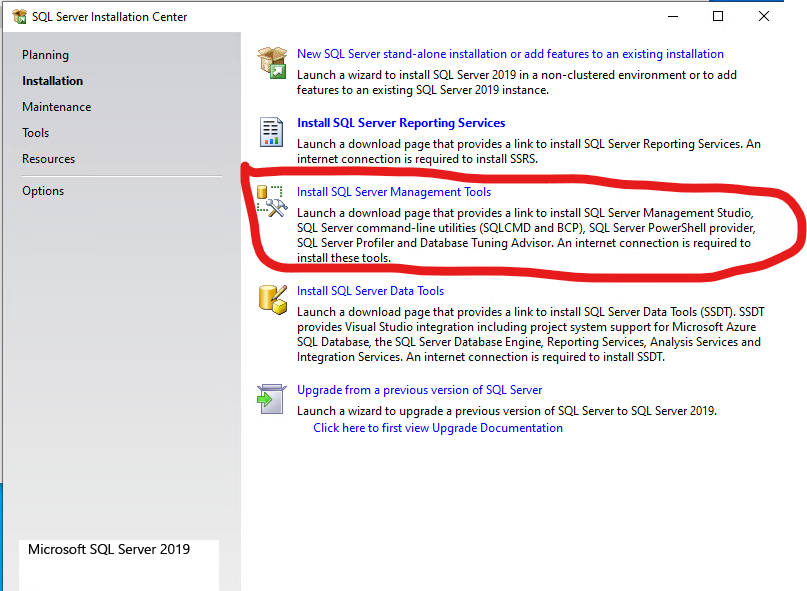 SQL Server Installation Center
Planning
Installation
Maintenance
Tools
Resources
Options
New SQL Server stand-alone installation or add features to an existing installation
Launch a wizard to install SQL Server 2019 in a non-clustered environment or to add
features to an existing SQL Server 2019 instance.
Install SQL Server Reporting Services
Launch a download page that provides a link to install SQL Server Reporting Services. An
internet connection is required to install SSRS.
Install SQL Server Management Tools
Launch a download page that provides a link to install SQL Server Management Studio,
SQL Server command-line utilities (SQLCMD and BCP), SQL Server PowerShell provider,
SQL Server Profiler and Database Tuning Advisor. An internet connection is required to
install these tools.
Install SQL Server Data Tools
Launch a download page that provides a link to install SQL Server Data Tools (SSDT). SSDT
provides Visual Studio integration including project system support for Microsoft Azure
SQL Database, the SQL Server Database Engine, Reporting Services, Analysis Services and
Integration Services. An internet connection is required to install SSDT.
Upgrade from a previous version of SQL Server
Launch a wizard to upgrade a previous version of SQL Server to SQL Server 2019.
Click here to first view Upgrade Documentation
Microsoft SQL Server 2019